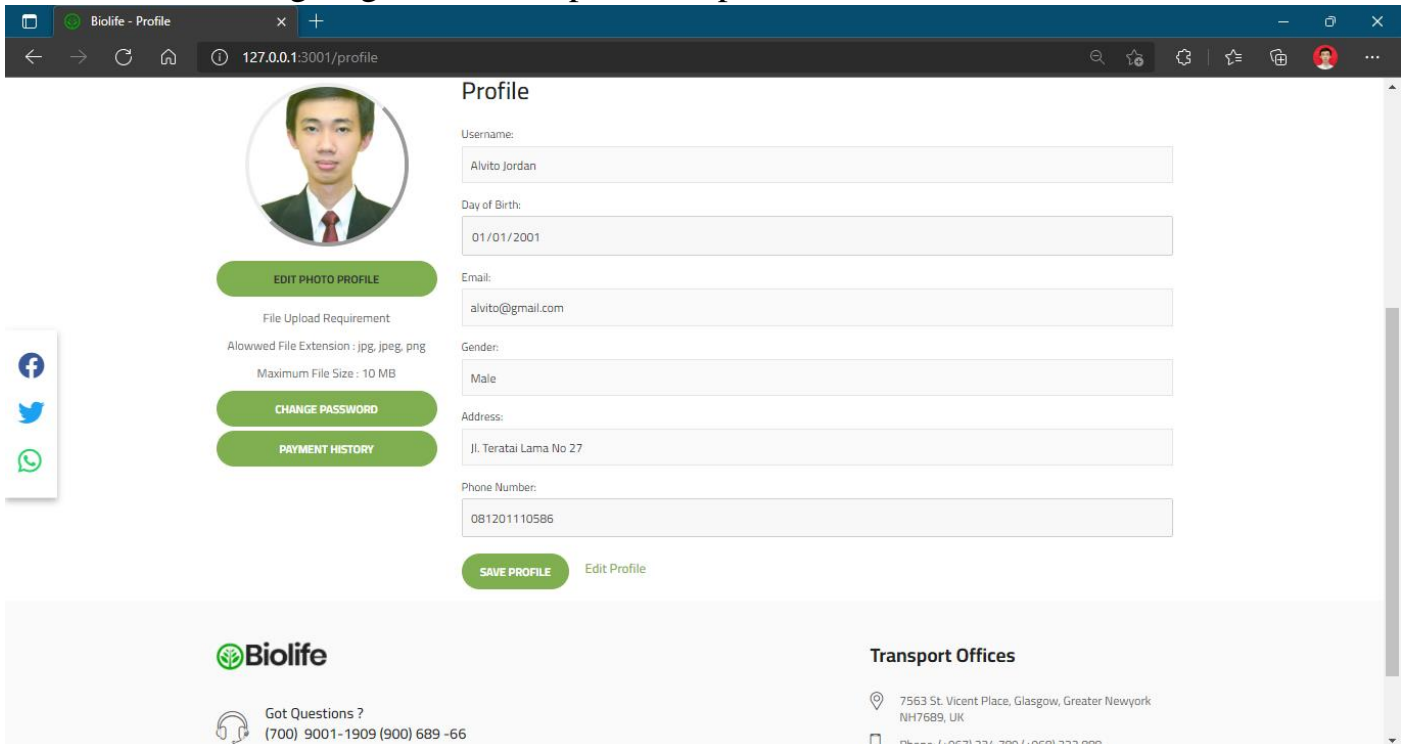 Biolife - Profile
127.0.0.1:3001/profile
Profile
Username:
Alvito Jordan
Day of Birth:
01/01/2001
EDIT PHOTO PROFILE
Email:
File Upload Requirement
alvito@gmail.com
Alowwed File Extension : jpg, jpeg, png
Gender:
Maximum File Size : 10 MB
Male
CHANGE PASSWORD
Address:
PAYMENT HISTORY
Jl. Teratai Lama No 27
Phone Number:
081201110586
SAVE PROFILE Edit Profile
Biolife
Transport Offices
7563 St. Vicent Place, Glasgow, Greater Newyork
NH7689, UK
Got Questions ?
(700) 9001-1909 (900) 689 -66